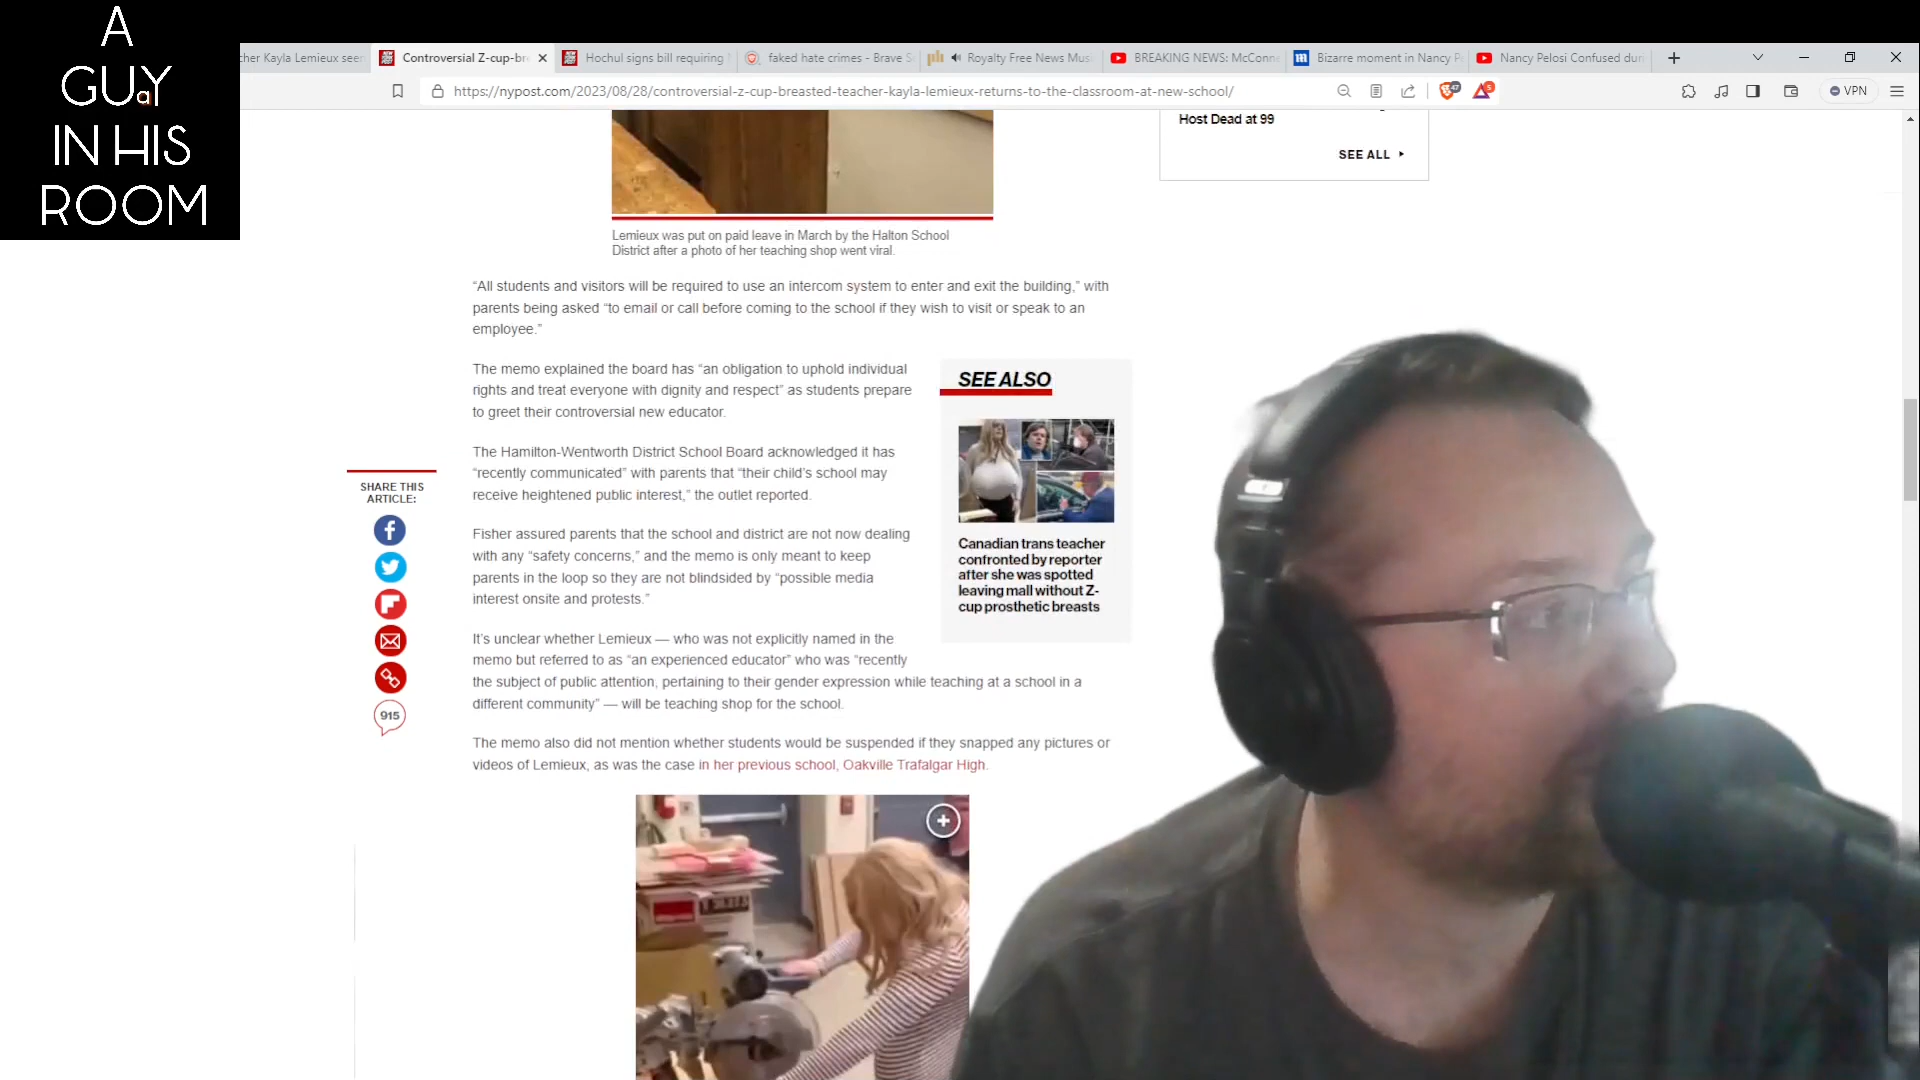 A
GUY
a
IN HIS
ROOM
cher Kayla Lemieux seer
Controversial Z-cup-br
Hochul signs bill requiring
faked hate crimes - Brave S
Royalty Free News Mus
BREAKING NEWS: McConne
Bizarre moment in Nancy P
Nancy Pelosi Confused duri
https://nypost.com/2023/08/28/controversial-z-cup-breasted-teacher-kayla-lemieux-returns-to-the-classroom-at-new-school/
47
5
VPN
Host Dead at 99
SEE ALL
Lemieux was put on paid leave in March by the Halton School
District after a photo of her teaching shop went viral.
“All students and visitors will be required to use an intercom system to enter and exit the building,” with
parents being asked “to email or call before coming to the school if they wish to visit or speak to an
employee.”
The memo explained the board has “an obligation to uphold individual
rights and treat everyone with dignity and respect” as students prepare
to greet their controversial new educator.
The Hamilton-Wentworth District School Board acknowledged it has
“recently communicated” with parents that “their child’s school may
receive heightened public interest,” the outlet reported.
Fisher assured parents that the school and district are not now dealing
with any “safety concerns,” and the memo is only meant to keep
parents in the loop so they are not blindsided by “possible media
interest onsite and protests.”
It’s unclear whether Lemieux — who was not explicitly named in the
memo but referred to as “an experienced educator” who was “recently
the subject of public attention, pertaining to their gender expression while teaching at a school in a
different community” — will be teaching shop for the school.
The memo also did not mention whether students would be suspended if they snapped any pictures or
videos of Lemieux, as was the case in her previous school, Oakville Trafalgar High.
SEE ALSO
Canadian trans teacher
confronted by reporter
after she was spotted
leaving mall without Z-
cup prosthetic breasts
SHARE THIS
ARTICLE:
915